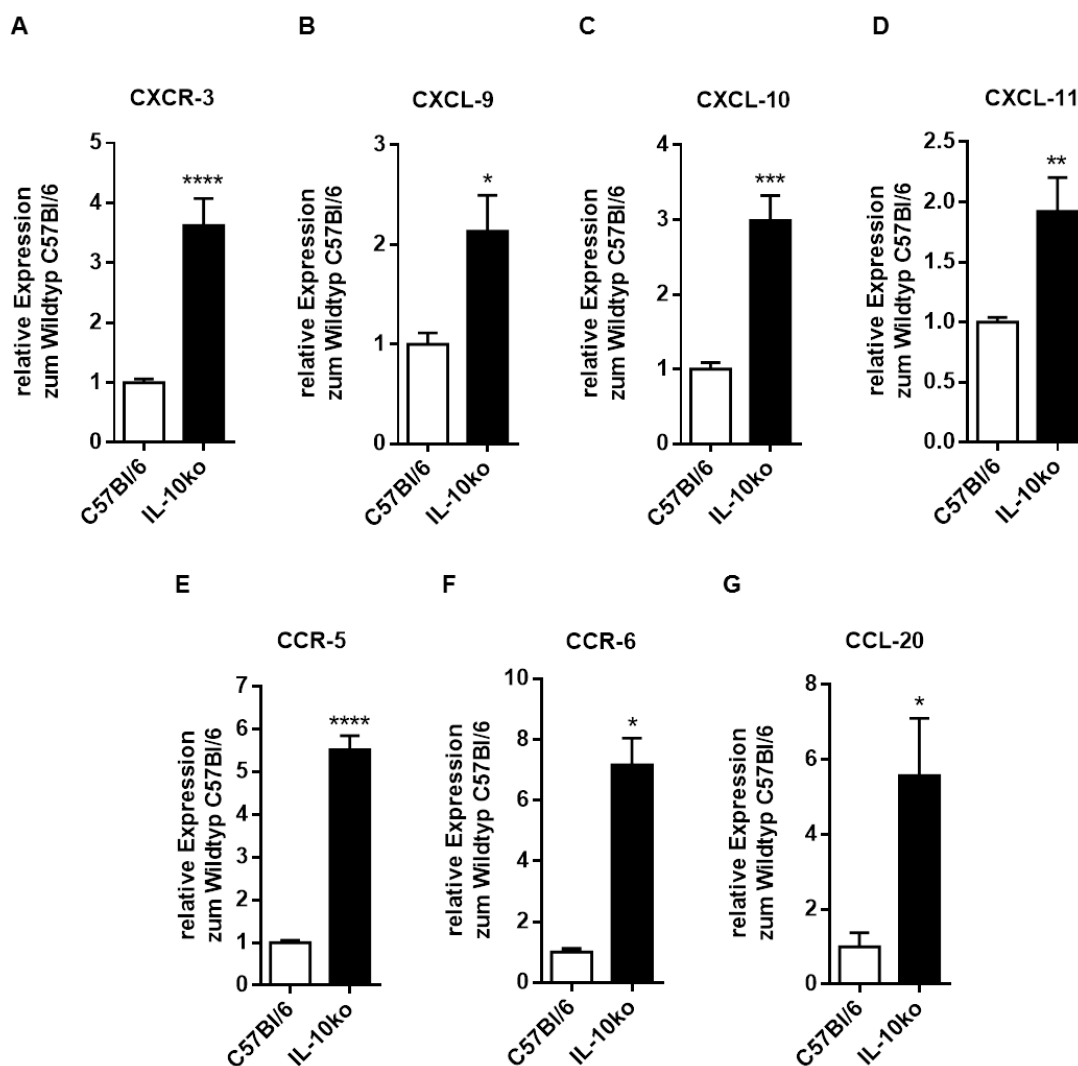 A
B
C
D
CXCR-3
CXCL-9
CXCL-10
CXCL-11
relative Expression
zum Wildtyp C57Bl/6
5
4
3
2
1
0
****
C57Bl/6
IL-10ko
relative Expression
zum Wildtyp C57Bl/6
3
2
1
0
*
C57Bl/6
IL-10ko
relative Expression
zum Wildtyp C57Bl/6
4
3
2
1
0
***
C57Bl/6
IL-10ko
relative Expression
zum Wildtyp C57Bl/6
2.5
2.0
1.5
1.0
0.5
0.0
**
C57Bl/6
IL-10ko
E
F
G
CCR-5
CCR-6
CCL-20
relative Expression
zum Wildtyp C57Bl/6
7
6
5
4
3
2
1
0
****
C57Bl/6
IL-10ko
relative Expression
zum Wildtyp C57Bl/6
10
8
6
4
2
0
*
C57Bl/6
IL-10ko
relative Expression
zum Wildtyp C57Bl/6
8
6
4
2
0
*
C57Bl/6
IL-10ko